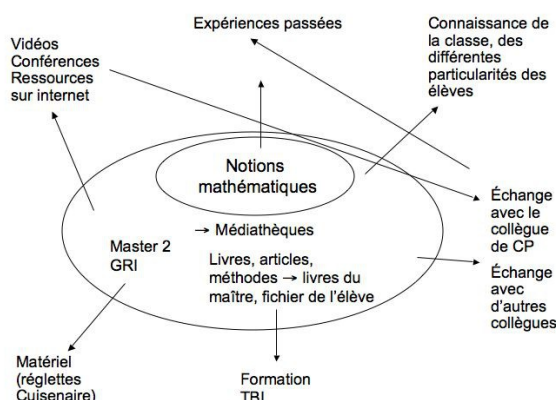 Vidéos
Conférences
Ressources
sur internet
Expériences passées
Connaissance de
la classe, des
différentes
particularités des
élèves
Notions
mathématiques
→ Médiathèques
Master 2
GRI
Livres, articles,
méthodes → livres du
maître, fichier de l'élève
Échange
avec le
collègue
de CP
Échange
avec
d'autres
collègues
Matériel
(réglettes
Cuisenaire)
Formation
TBI